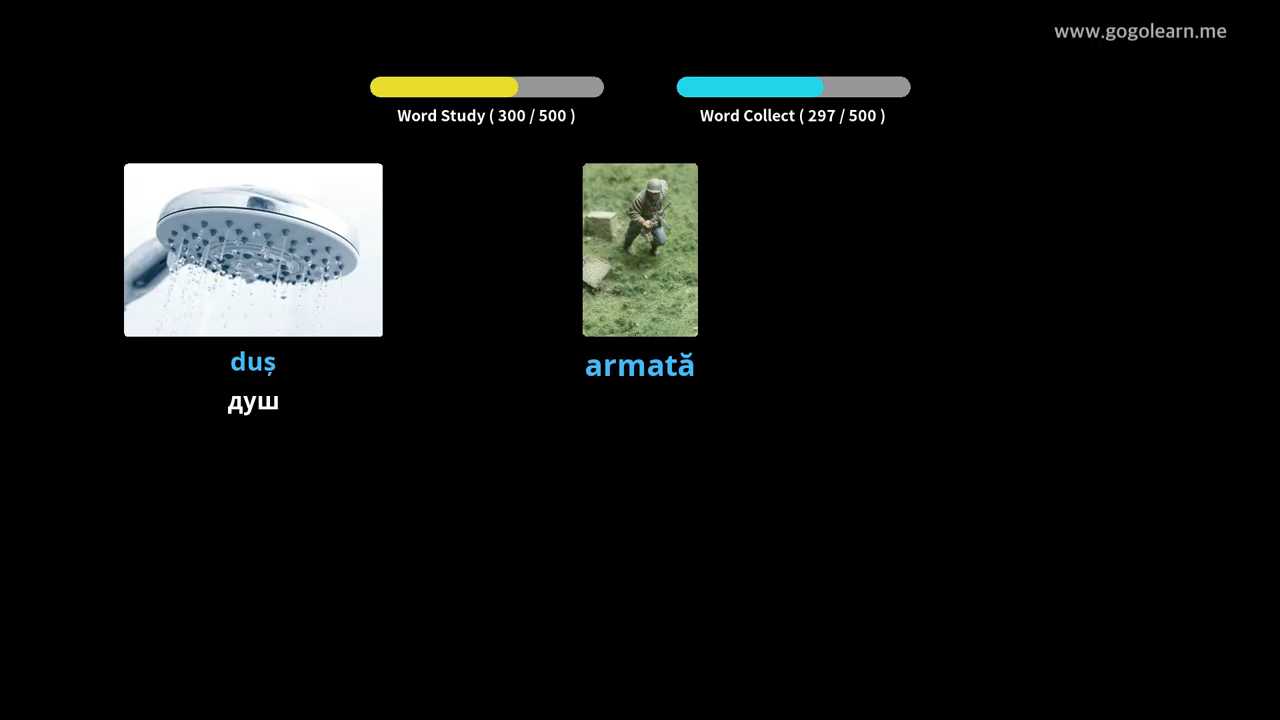 www.gogolearn.me
Word Study ( 300 / 500 )
Word Collect ( 297 / 500 )
duș
душ
armată